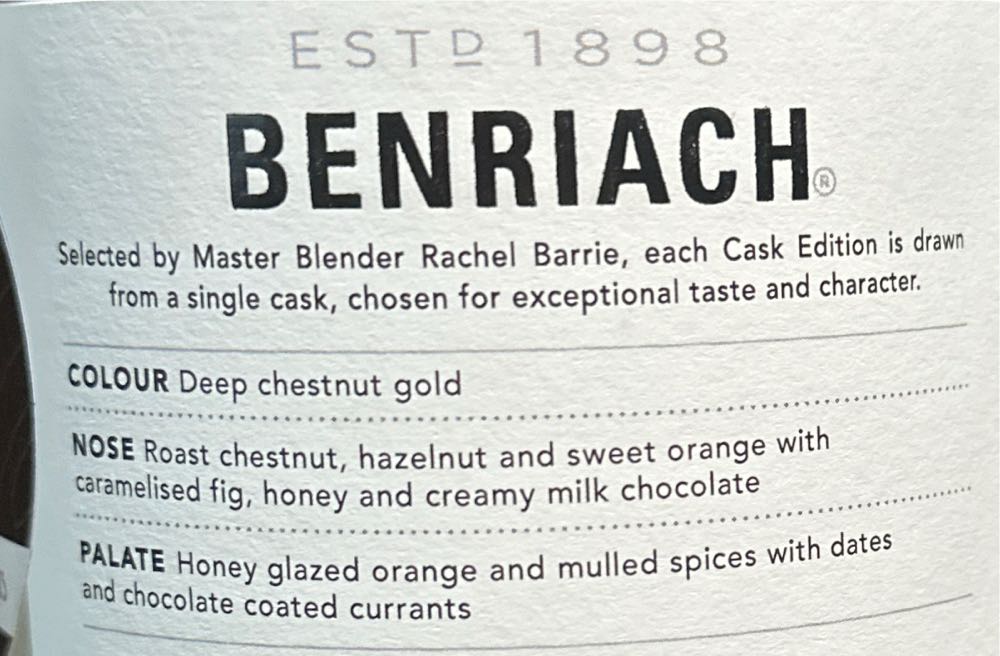 ESTD 1898
BENRIACH®
Selected by Master Blender Rachel Barrie, each Cask Edition is drawn
from a single cask, chosen for exceptional taste and character.
COLOUR Deep chestnut gold
NOSE Roast chestnut, hazelnut and sweet orange with
caramelised fig, honey and creamy milk chocolate
PALATE Honey glazed orange and mulled spices with dates
and chocolate coated currants